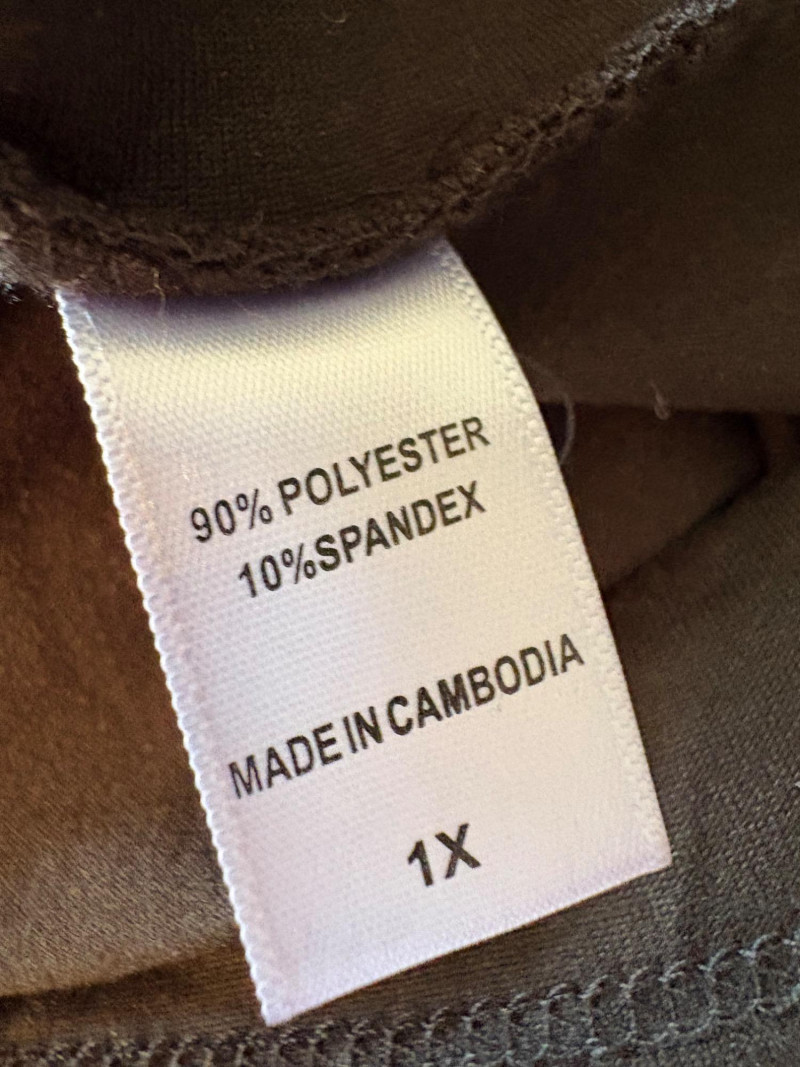 90% POLYESTER
10%SPANDEX
MADE IN CAMBODIA
1X